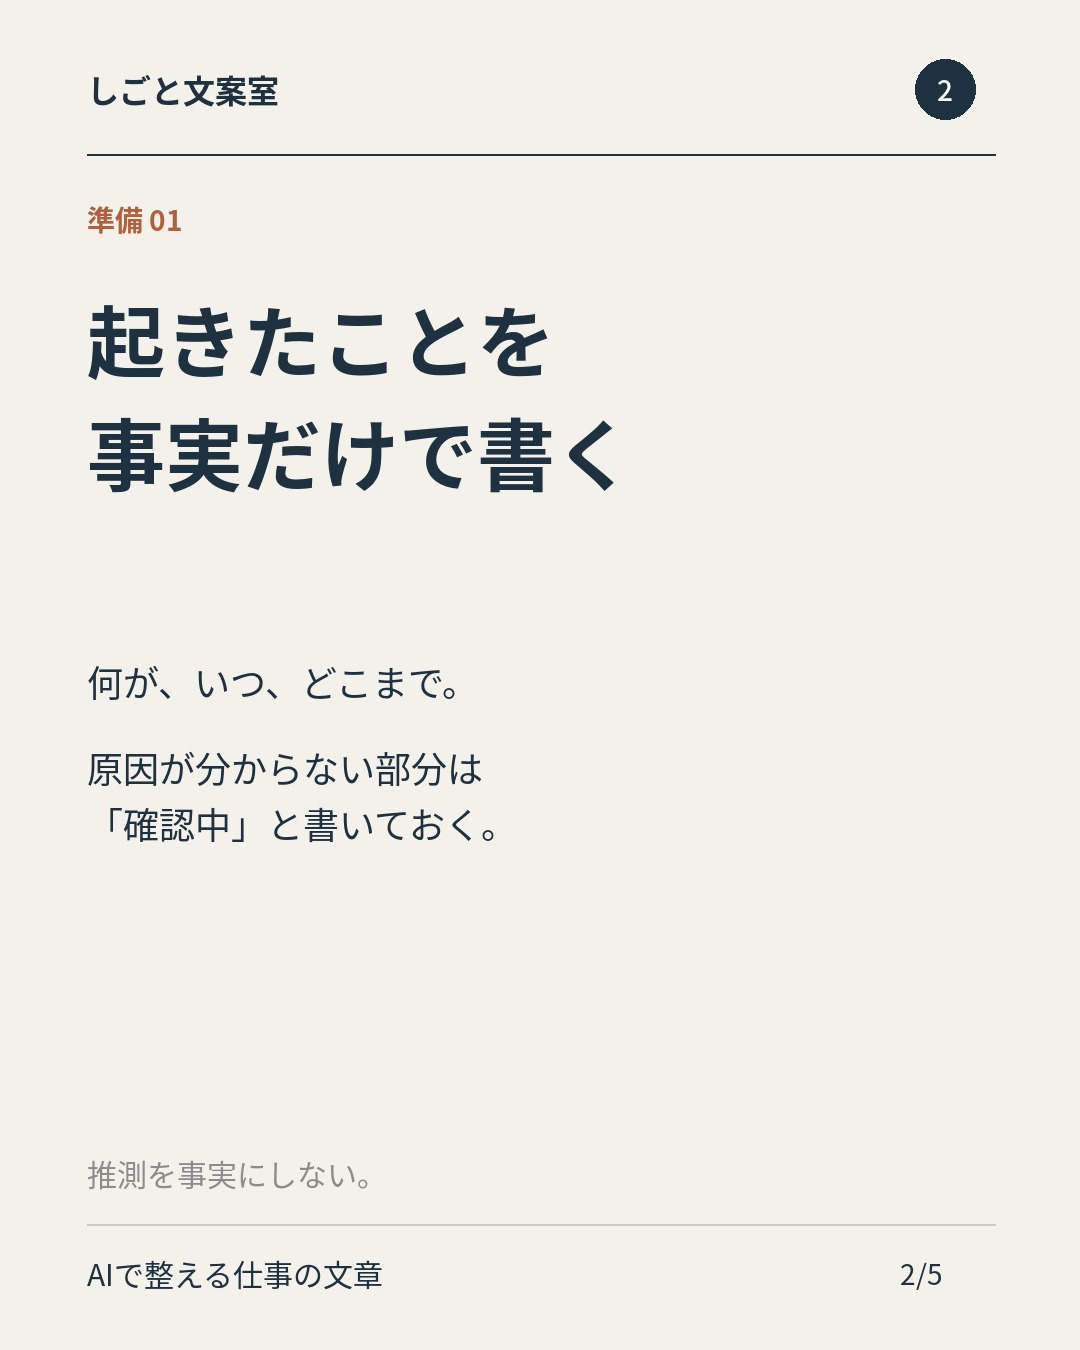 しごと文案室
2
準備 01
起きたことを
事実だけで書く
何が、いつ、どこまで。
原因が分からない部分は
「確認中」と書いておく。
推測を事実にしない。
AIで整える仕事の文章
2/5